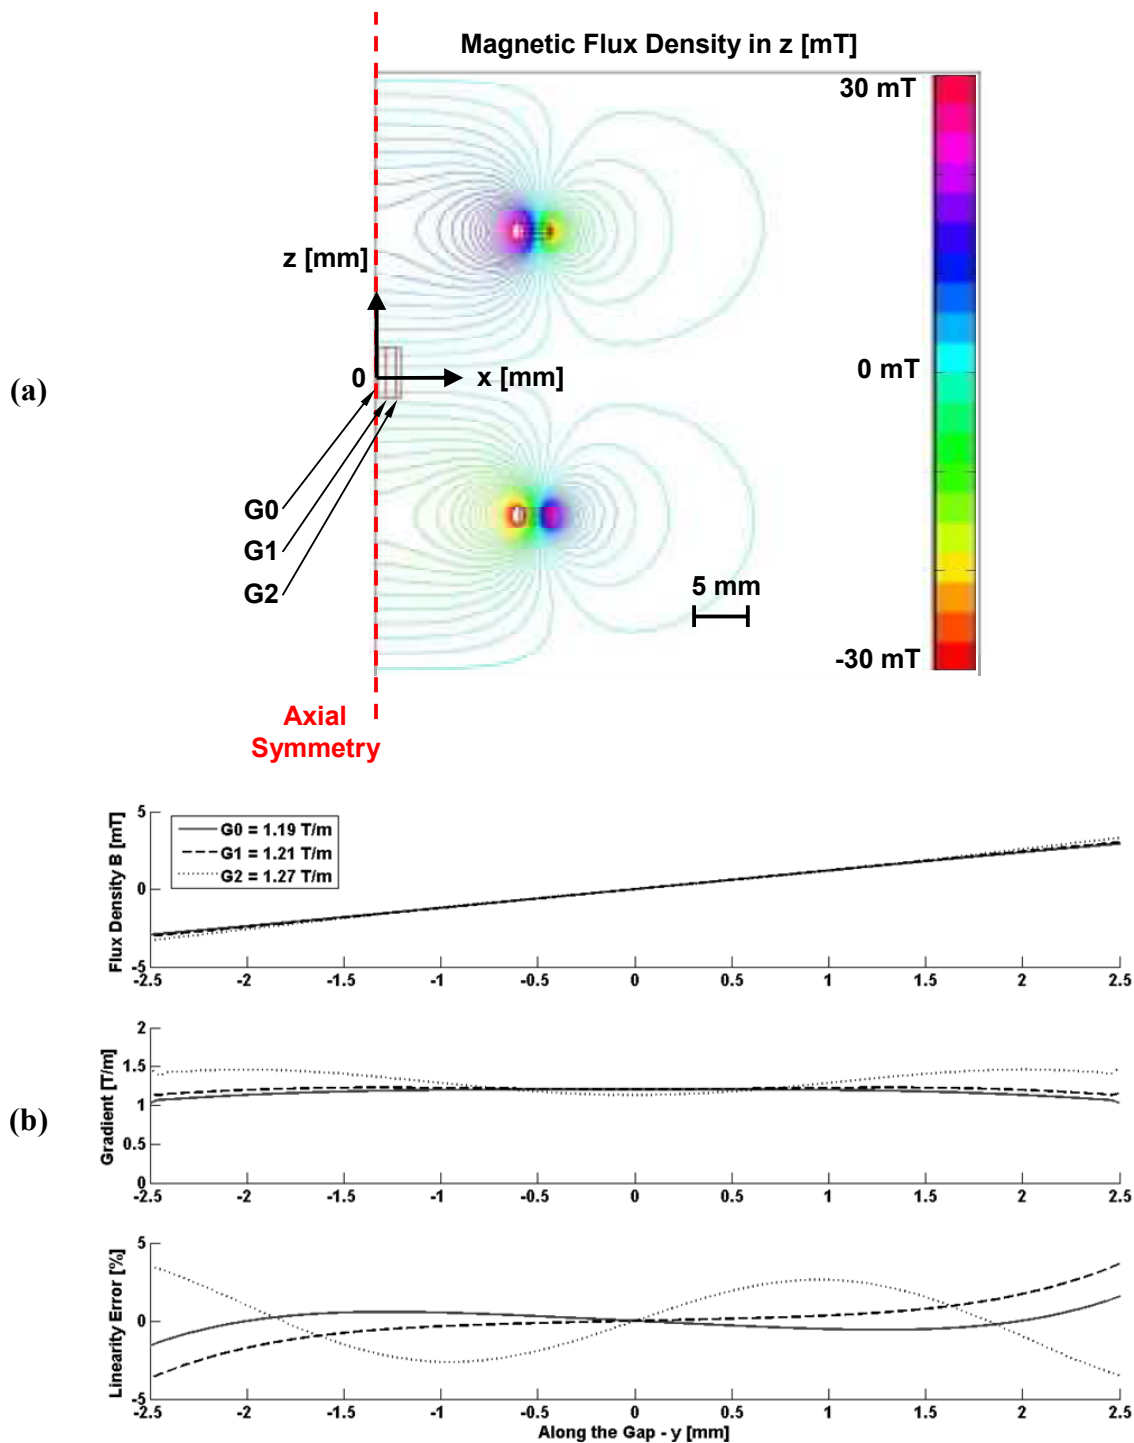 Magnetic Flux Density in z [mT]
30 mT
z [mm]
(a)
0
x [mm]
0 mT
G0
G1
G2
5 mm
-30 mT
Axial
Symmetry
(b)
Flux Density B [mT]
5
0
-5
G0 = 1.19 T/m
G1 = 1.21 T/m
G2 = 1.27 T/m
-2.5 -2 -1.5 -1 -0.5 0 0.5 1 1.5 2 2.5
Gradient [T/m]
2
1.5
1
0.5
0
-2.5 -2 -1.5 -1 -0.5 0 0.5 1 1.5 2 2.5
Linearity Error [%]
5
0
-5
-2.5 -2 -1.5 -1 -0.5 0 0.5 1 1.5 2 2.5
Along the Gap - y [mm]